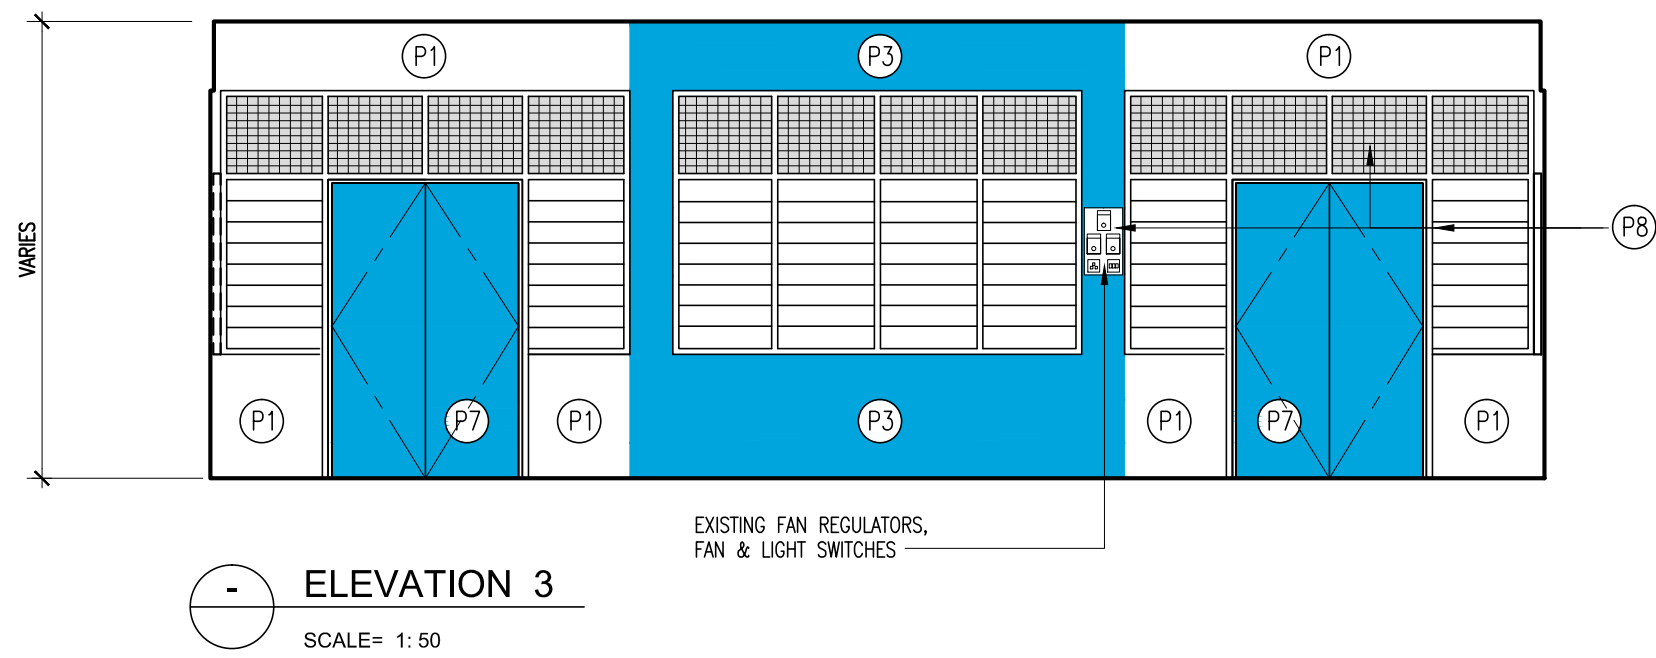 P1
P3
P1
VARIES
P8
P1
P7
P1
P3
P1
P7
P1
EXISTING FAN REGULATORS,
FAN & LIGHT SWITCHES
- ELEVATION 3
SCALE= 1: 50